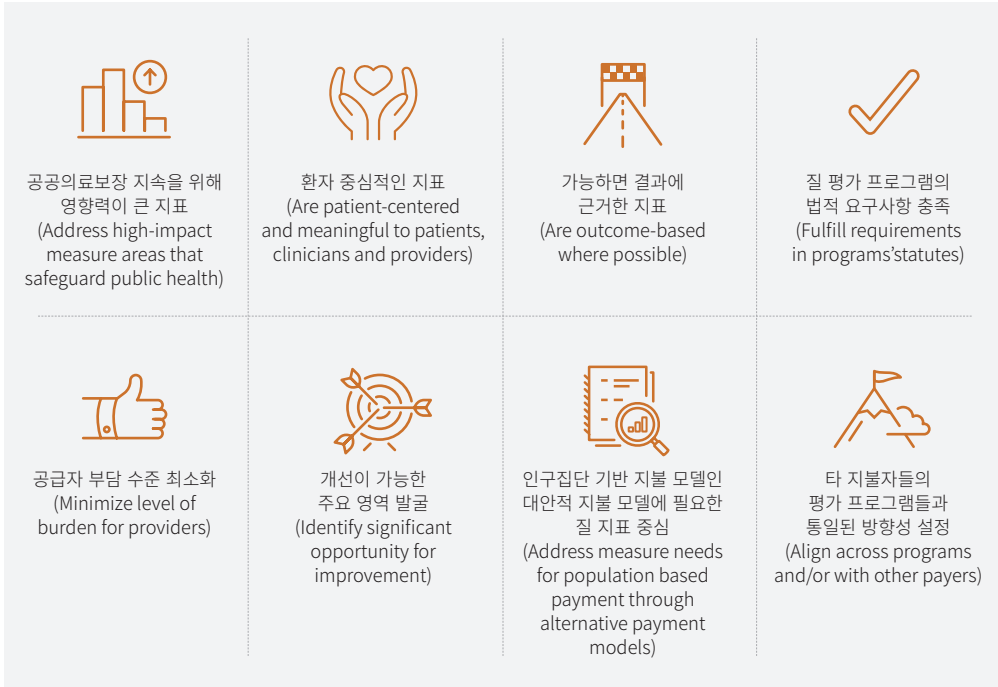 공공의료보장 지속을 위해
영향력이 큰 지표
(Address high-impact
measure areas that
safeguard public health)
환자 중심적인 지표
(Are patient-centered
and meaningful to patients,
clinicians and providers)
가능하면 결과에
근거한 지표
(Are outcome-based
where possible)
질 평가 프로그램의
법적 요구사항 충족
(Fulfill requirements
in programs'statutes)
공급자 부담 수준 최소화
(Minimize level of
burden for providers)
개선이 가능한
주요 영역 발굴
(Identify significant
opportunity for
improvement)
인구집단 기반 지불 모델인
대안적 지불 모델에 필요한
질 지표 중심
(Address measure needs
for population based
payment through
alternative payment
models)
타 지불자들의
평가 프로그램들과
통일된 방향성 설정
(Align across programs
and/or with other payers)